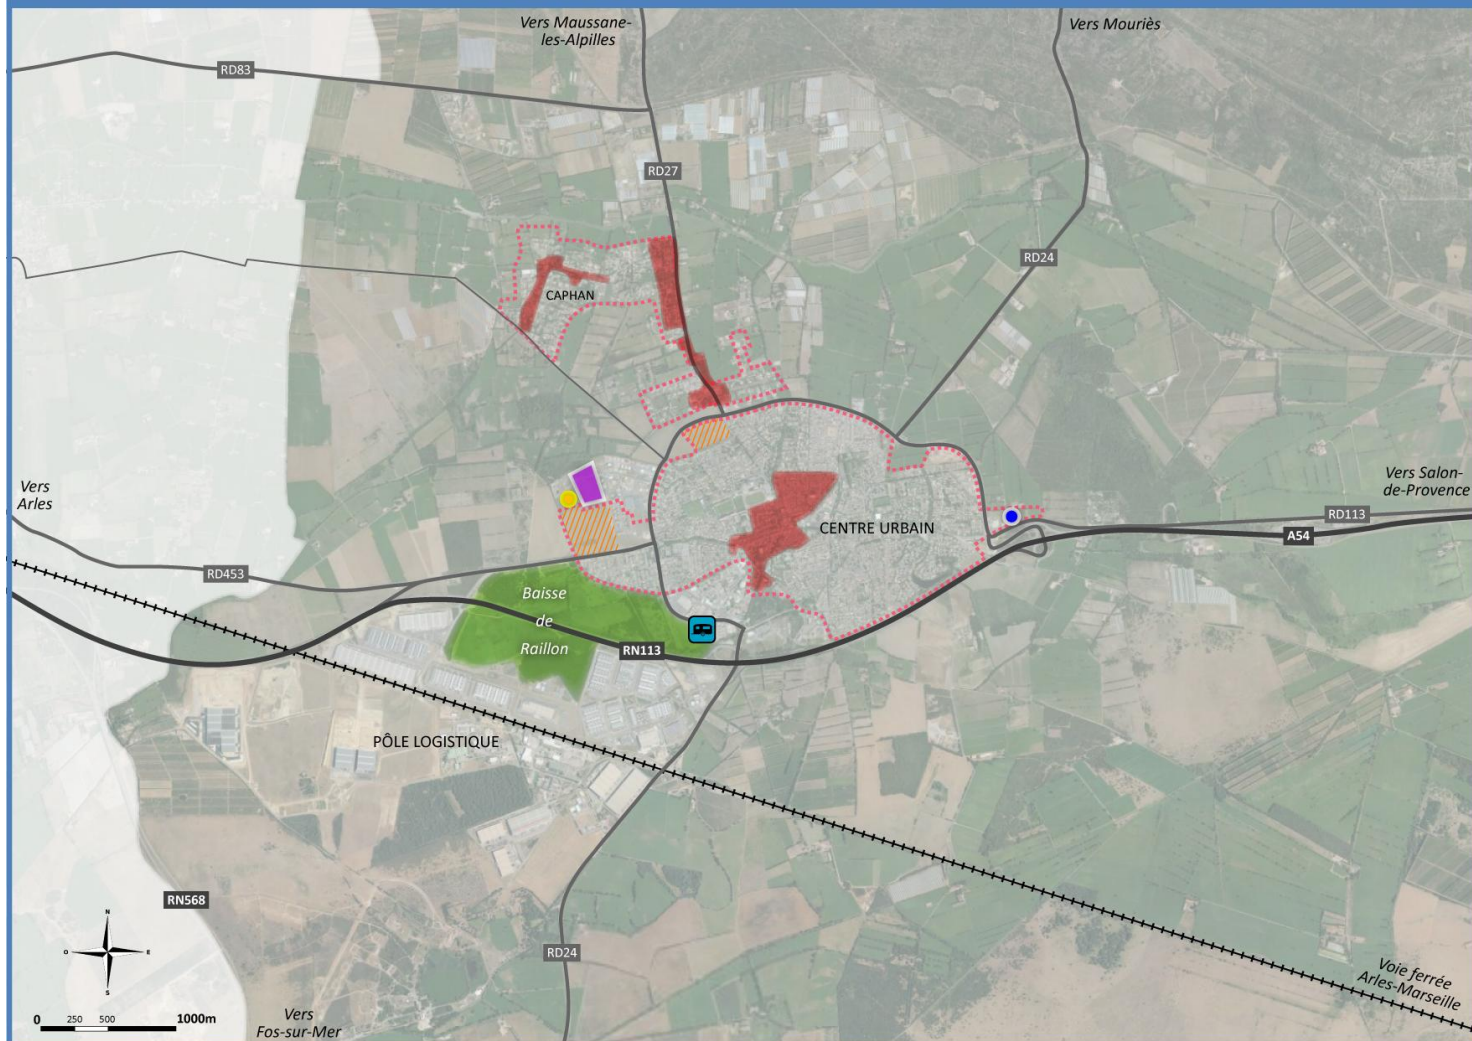 Vers Maussane-
les-Alpilles
Vers Mouriès
RD83
RD27
RD24
CAPHAN
Vers
Arles
Vers Salon-
de-Provence
RD113
A54
CENTRE URBAIN
RD453
Baisse
de
Raillon
RN113
PÔLE LOGISTIQUE
RN568
N
O
E
S
RD24
Voie ferrée
Arles-Marseille
0 250 500 1000m
Vers
Fos-sur-Mer